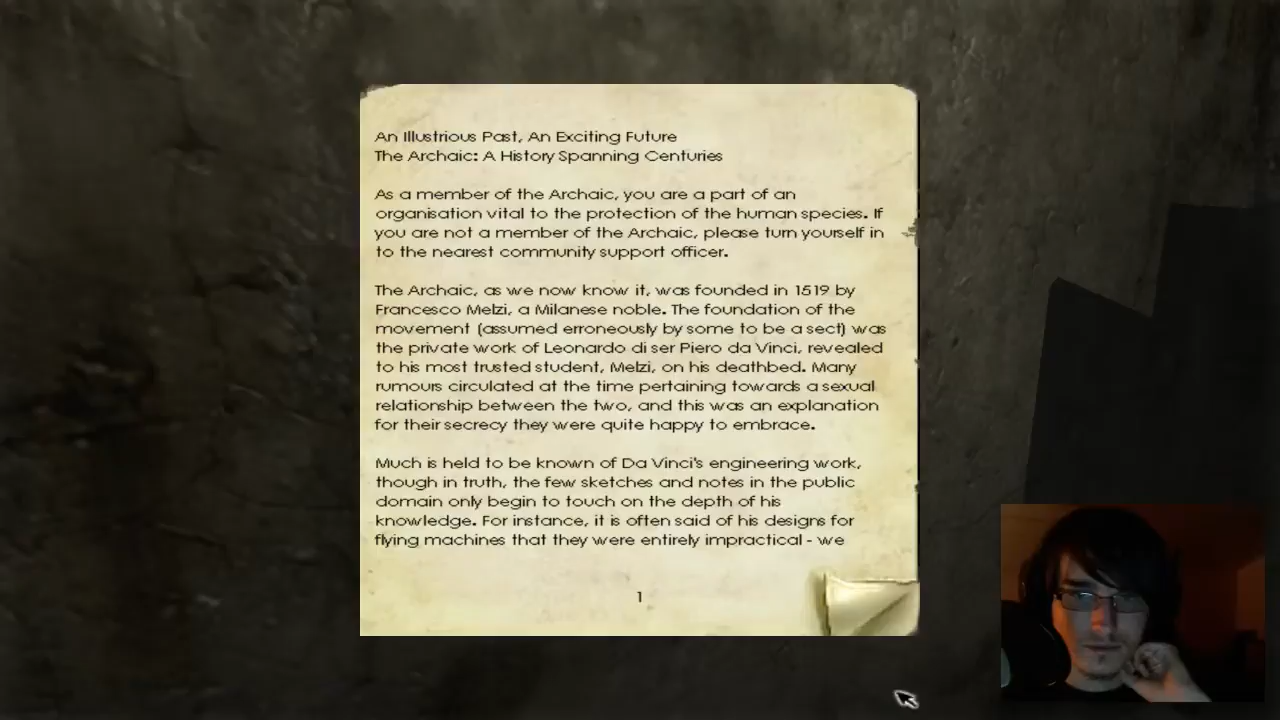 An Illustrious Past, An Exciting Future
The Archaic: A History Spanning Centuries
As a member of the Archaic, you are a part of an
organisation vital to the protection of the human species. If
you are not a member of the Archaic, please turn yourself in
to the nearest community support officer.
The Archaic, as we now know it, was founded in 1519 by
Francesco Melzi, a Milanese noble. The foundation of the
movement (assumed erroneously by some to be a sect) was
the private work of Leonardo di ser Piero da Vinci, revealed
to his most trusted student, Melzi, on his deathbed. Many
rumours circulated at the time pertaining towards a sexual
relationship between the two, and this was an explanation
for their secrecy they were quite happy to embrace.
Much is held to be known of Da Vinci's engineering work,
though in truth, the few sketches and notes in the public
domain only begin to touch on the depth of his
knowledge. For instance, it is often said of his designs for
flying machines that they were entirely impractical - we
1